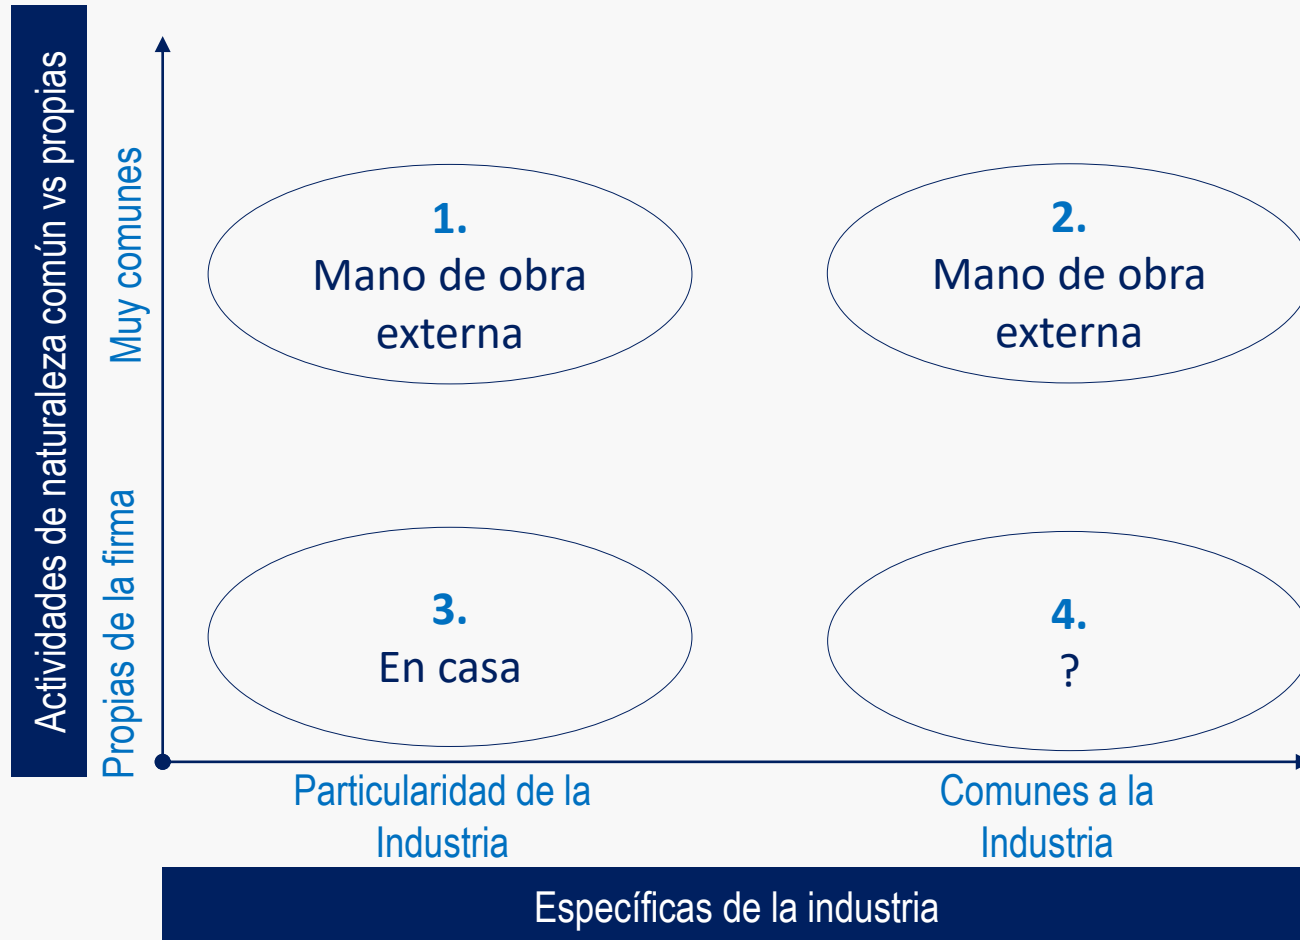 Actividades de naturaleza común vs propias
Muy comunes
Propias de la firma
1.
Mano de obra
externa
2.
Mano de obra
externa
3.
En casa
4.
?
Particularidad de la
Industria
Comunes a la
Industria
Específicas de la industria